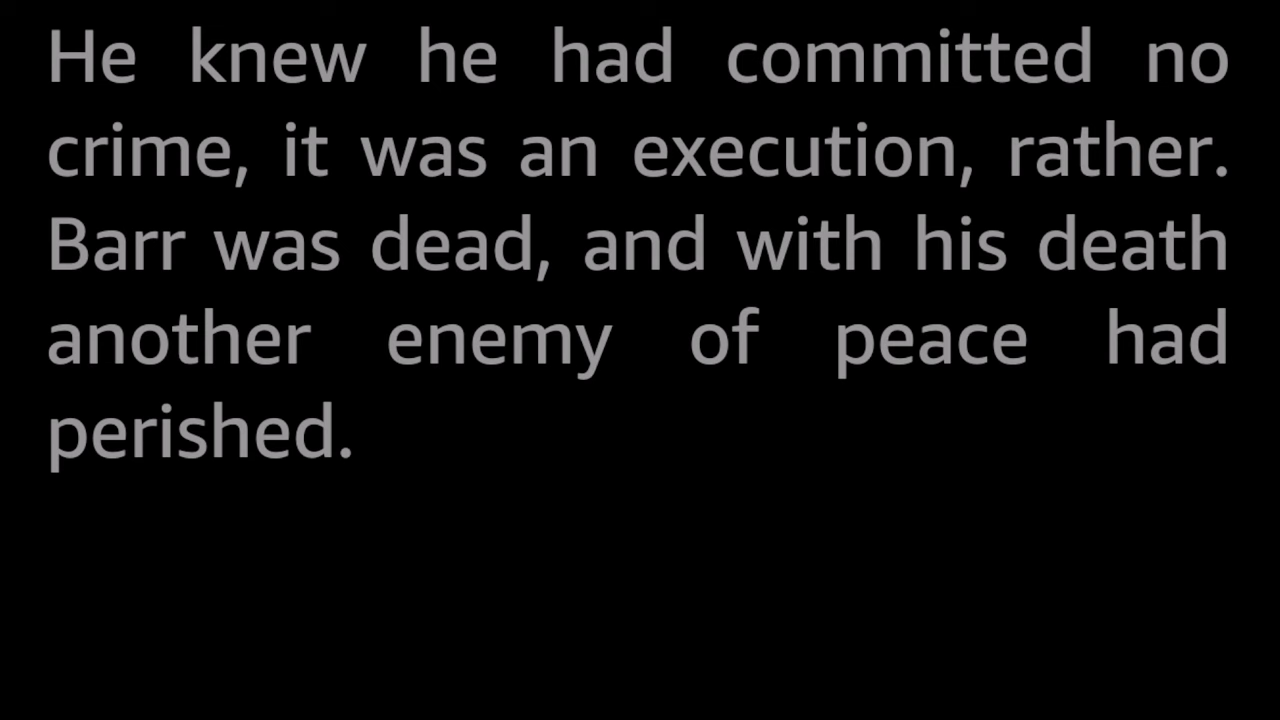 He knew he had committed no
crime, it was an execution, rather.
Barr was dead, and with his death
another enemy of peace had
perished.